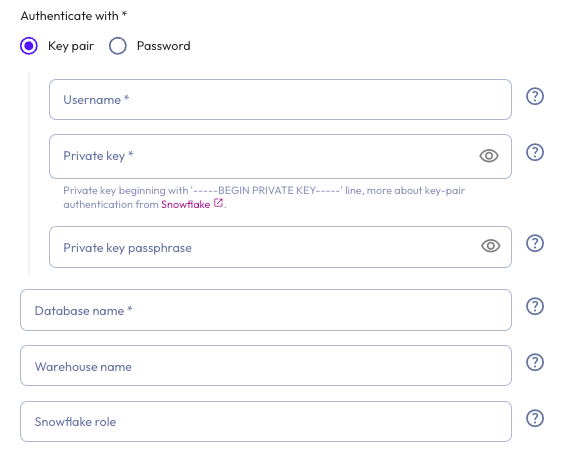 Authenticate with *
Key pair
Password
Username *
Private key *
Private key beginning with '-----BEGIN PRIVATE KEY-----' line, more about key-pair
authentication from Snowflake.
Private key passphrase
Database name *
Warehouse name
Snowflake role